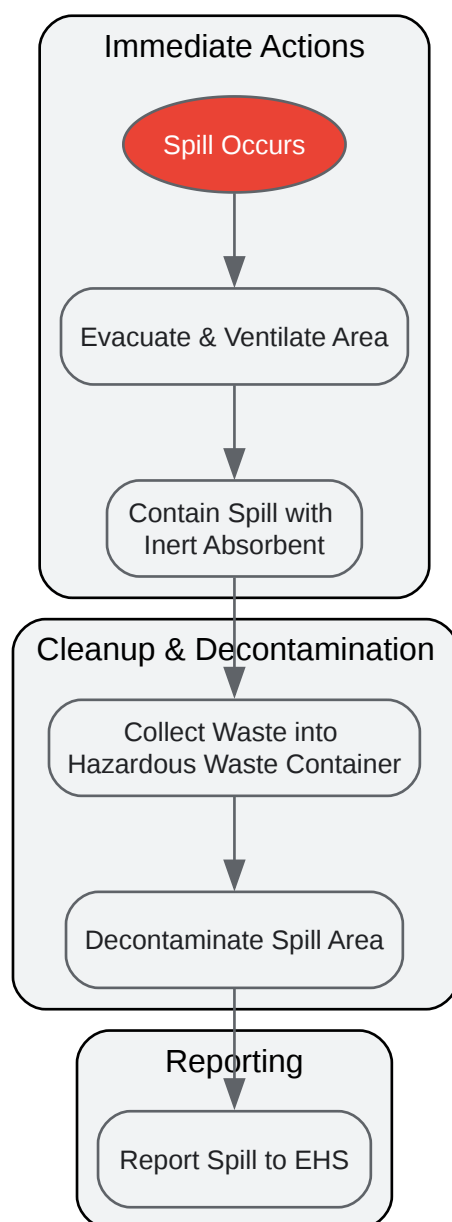 Immediate Actions
Spill Occurs
Evacuate & Ventilate Area
Contain Spill with
Inert Absorbent
Cleanup & Decontamination
Collect Waste into
Hazardous Waste Container
Decontaminate Spill Area
Reporting
Report Spill to EHS